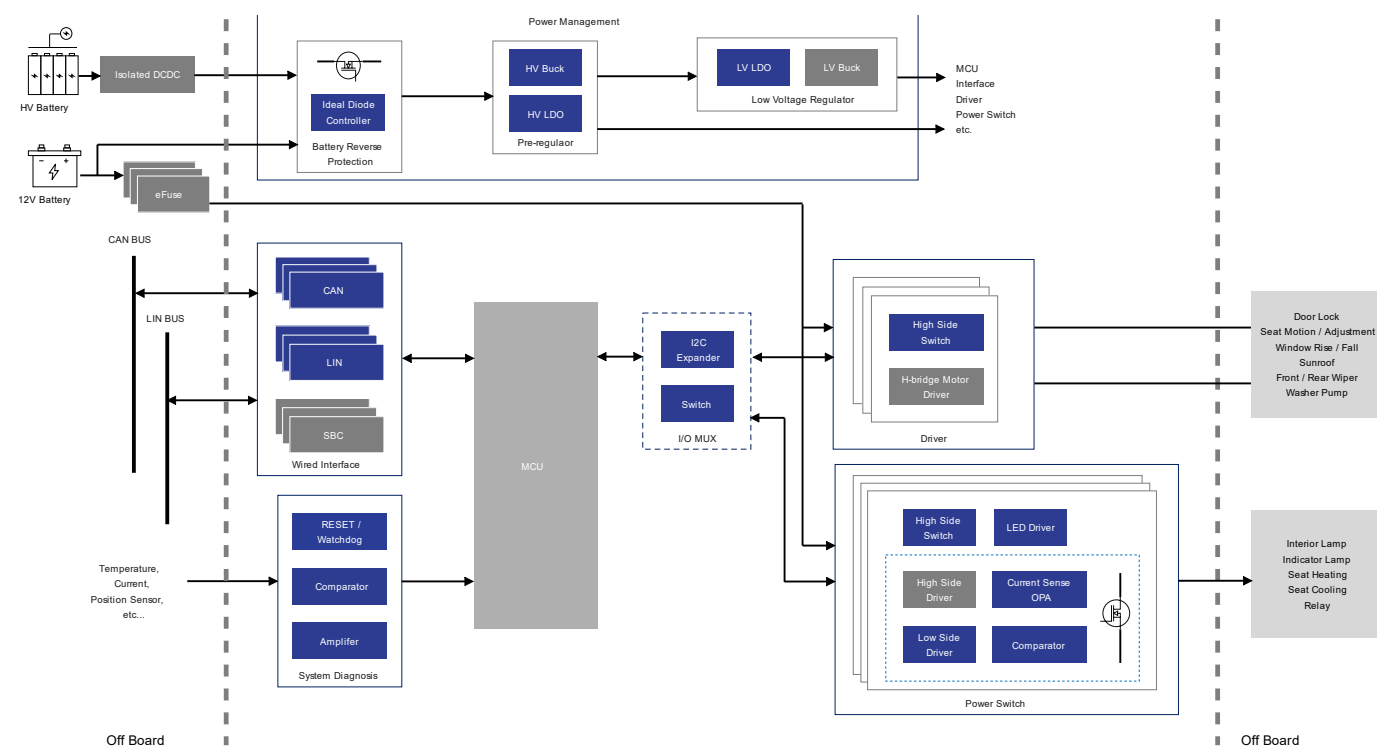 Power Management
HV Battery
Isolated DCDC
Ideal Diode
Controller
Battery Reverse
Protection
HV Buck
HV LDO
Pre-regulaor
LV LDO
LV Buck
Low Voltage Regulator
MCU
Interface
Driver
Power Switch
etc.
12V Battery
- +
eFuse
CAN BUS
LIN BUS
CAN
LIN
SBC
Wired Interface
MCU
I2C
Expander
Switch
I/O MUX
High Side
Switch
H-bridge Motor
Driver
Driver
Door Lock
Seat Motion / Adjustment
Window Rise / Fall
Sunroof
Front / Rear Wiper
Washer Pump
Temperature,
Current,
Position Sensor,
etc...
RESET /
Watchdog
Comparator
Amplifer
System Diagnosis
High Side
Switch
LED Driver
High Side
Driver
Current Sense
OPA
Low Side
Driver
Comparator
Power Switch
Interior Lamp
Indicator Lamp
Seat Heating
Seat Cooling
Relay
Off Board
Off Board